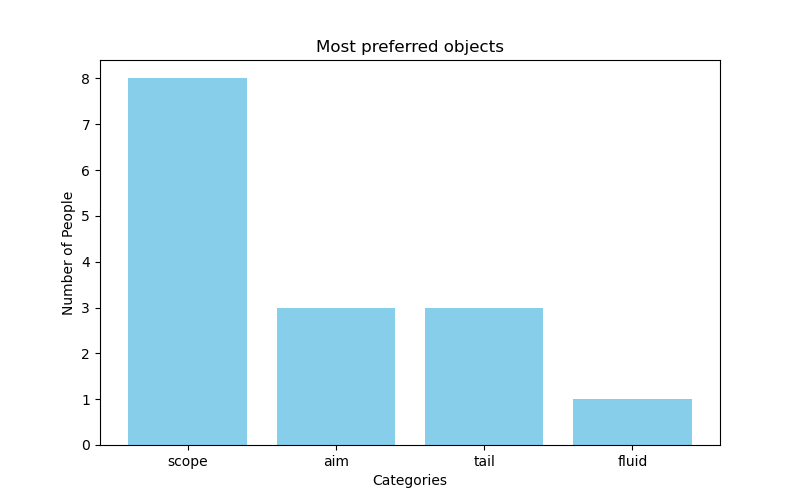 Most preferred objects
8
7
6
5
4
3
2
1
0
Number of People
scope aim tail fluid
Categories